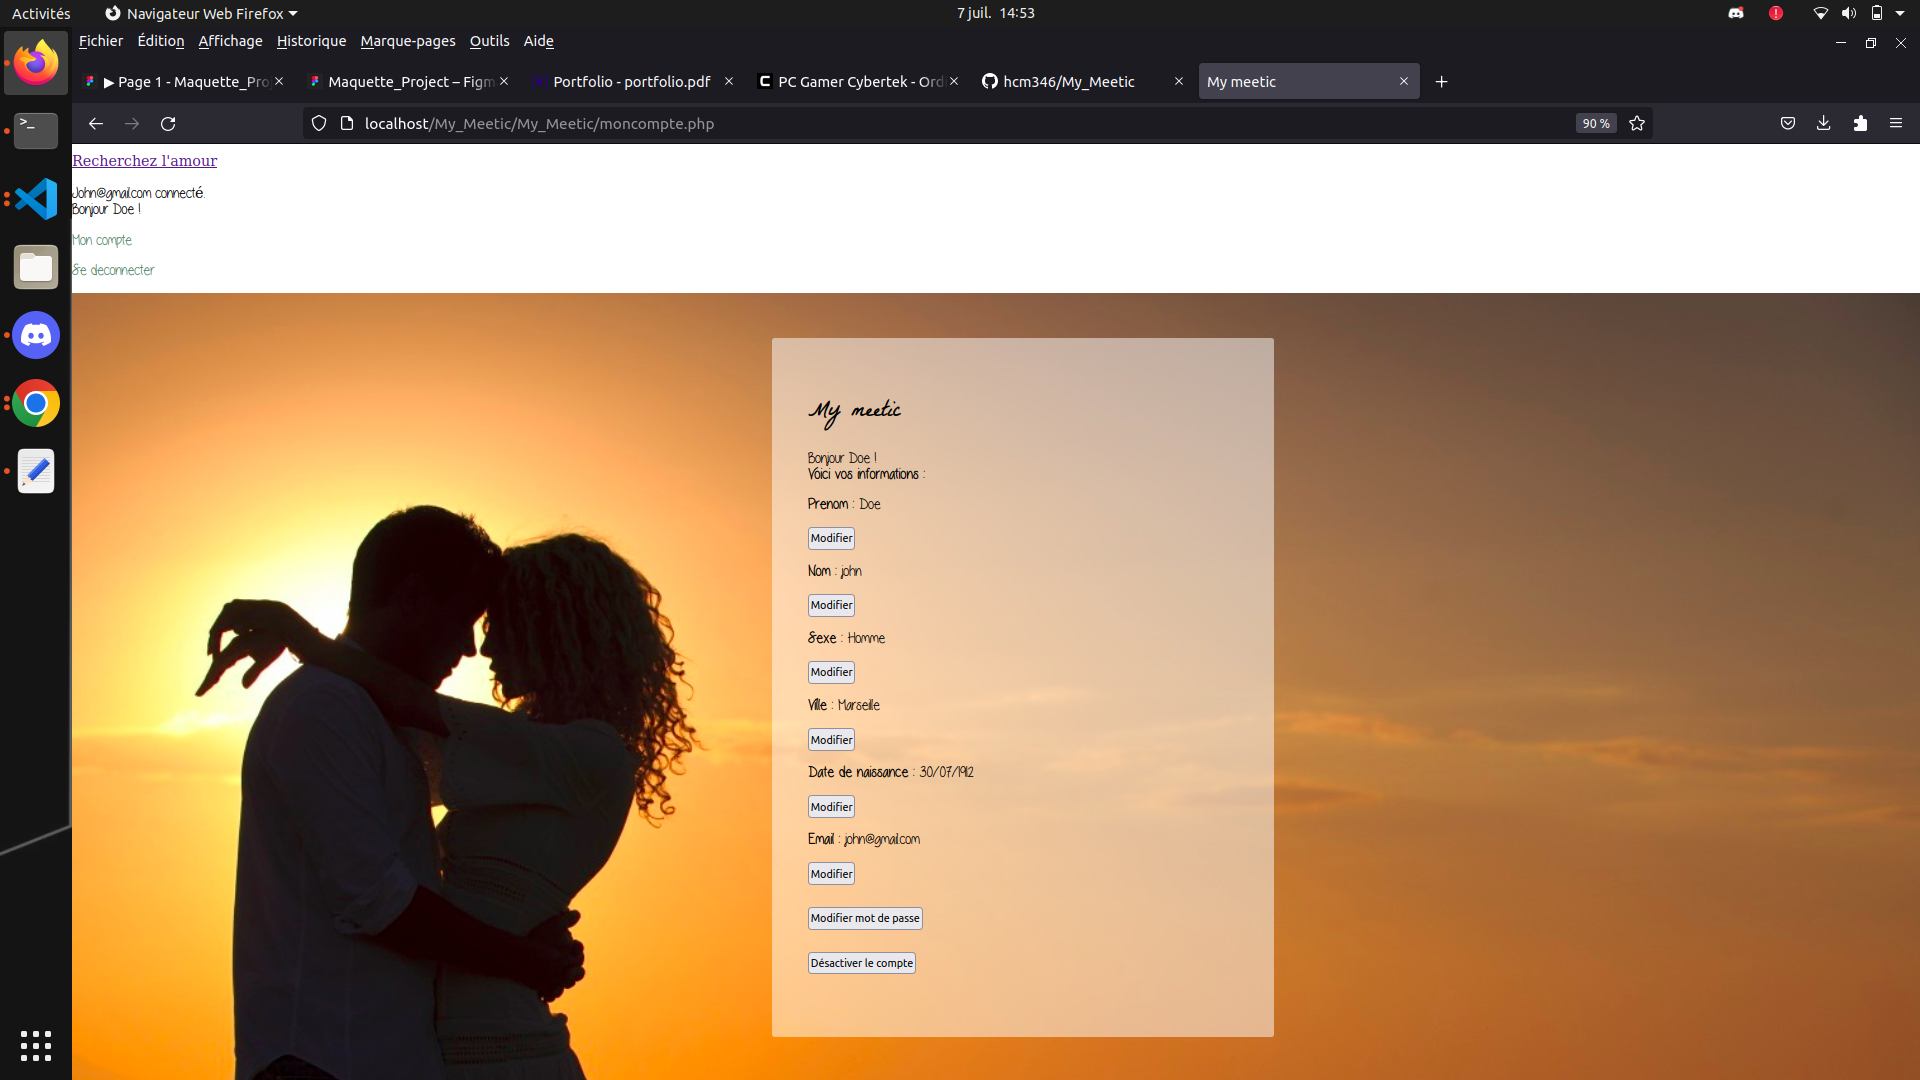 Activités
Navigateur Web Firefox
7 juil. 14:53
Fichier Édition Affichage Historique Marque-pages Outils Aide
▶ Page 1 - Maquette_Pro
Maquette_Project – Figm
Portfolio - portfolio.pdf
PC Gamer Cybertek - Ord
hcm346/My_Meetic
My meetic
localhost/My_Meetic/My_Meetic/moncompte.php
90 %
Recherchez l'amour
John@gmail.com connecté.
Bonjour Doe !
Mon compte
Se deconnecter
My meetic
Bonjour Doe !
Voici vos informations :
Prenom : Doe
Modifier
Nom : john
Modifier
Sexe : Homme
Modifier
Ville : Marseille
Modifier
Date de naissance : 30/07/1912
Modifier
Email : john@gmail.com
Modifier
Modifier mot de passe
Désactiver le compte